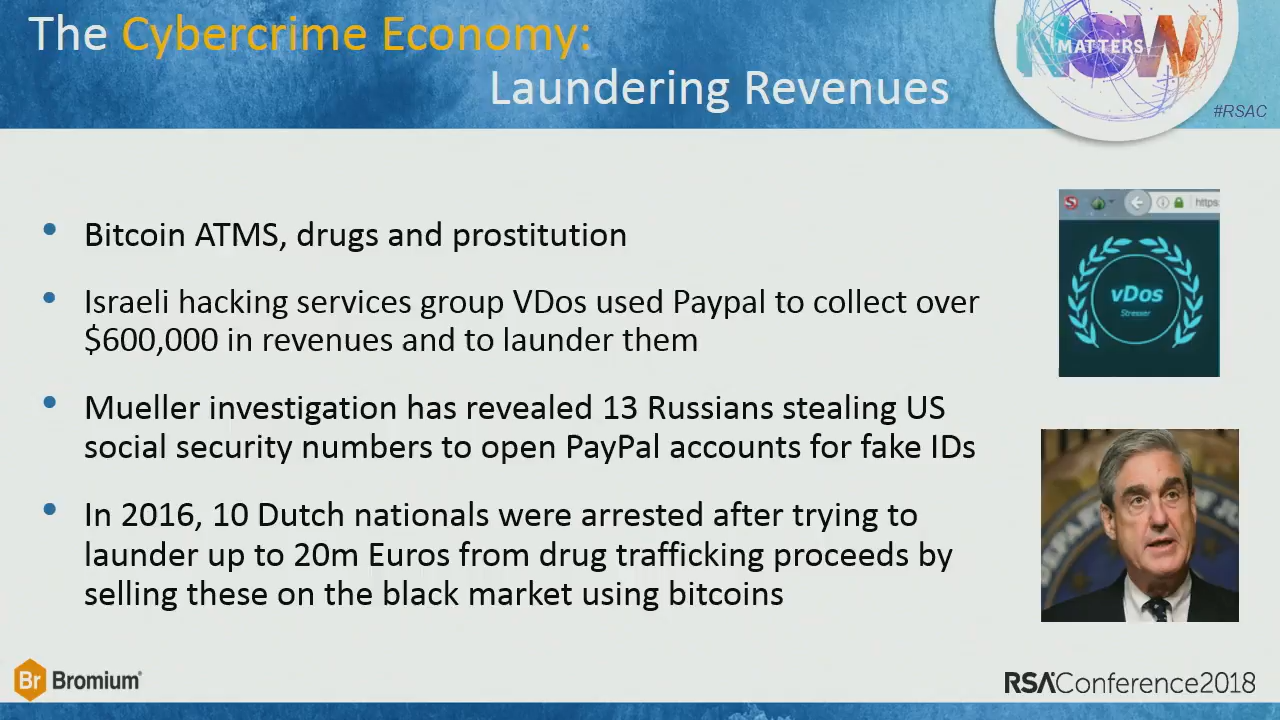 The Cybercrime Economy:
Laundering Revenues
NOW
MATTERS
#RSAC
• Bitcoin ATMS, drugs and prostitution
• Israeli hacking services group VDos used Paypal to collect over
$600,000 in revenues and to launder them
• Mueller investigation has revealed 13 Russians stealing US
social security numbers to open PayPal accounts for fake IDs
• In 2016, 10 Dutch nationals were arrested after trying to
launder up to 20m Euros from drug trafficking proceeds by
selling these on the black market using bitcoins
https:
vDos
Stresser
Br Bromium
RSAConference2018